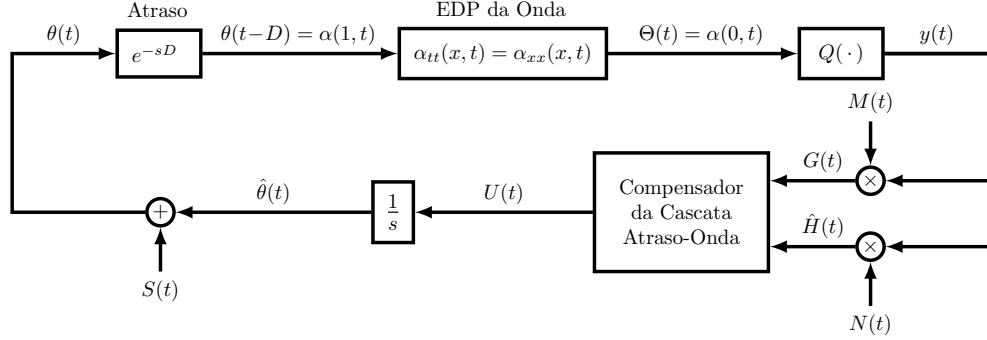 Atraso
EDP da Onda
θ(t)
e^{-sD}
θ(t−D) = α(1, t)
α_{tt}(x, t) = α_{xx}(x, t)
Θ(t) = α(0, t)
Q(·)
y(t)
M(t)
G(t)
×
Compensador
da Cascata
Atraso-Onda
Ĥ(t)
×
N(t)
U(t)
1/s
θ̂(t)
+
S(t)